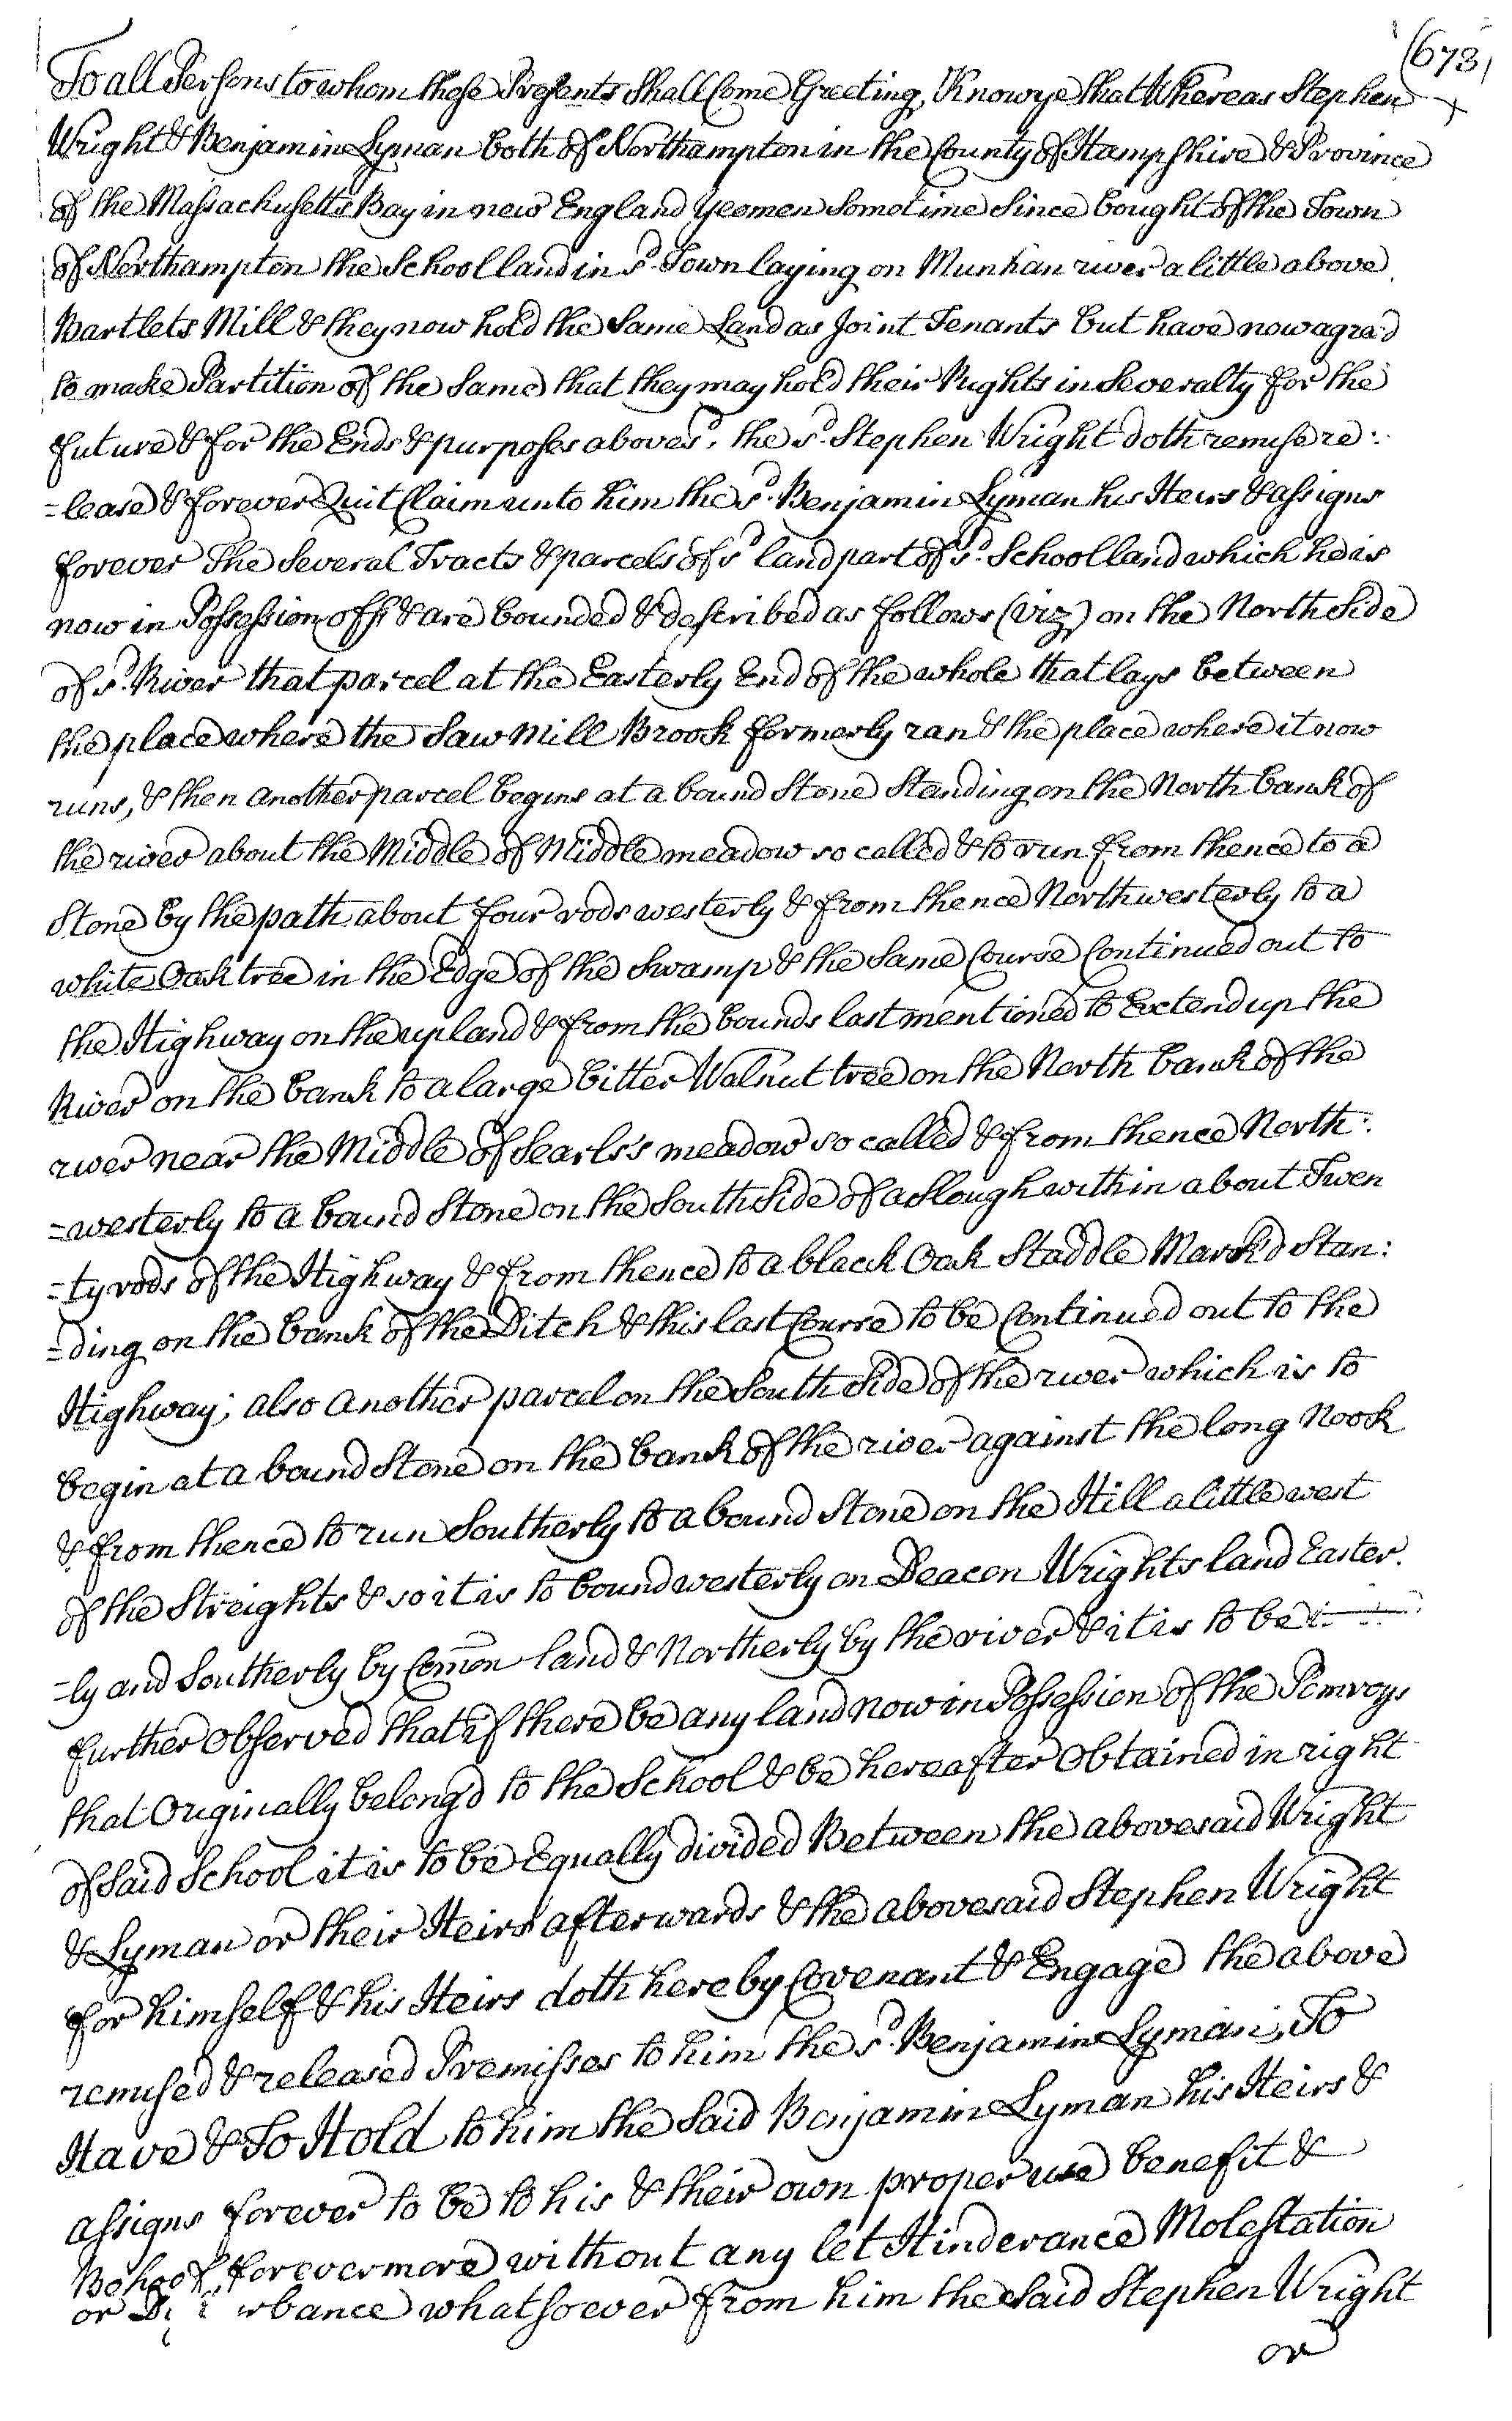 (673)
To all Persons to whom these Presents Shall Come Greeting, Know ye that Whereas Stephen
Wright & Benjamin Lyman both of Northampton in the County of Hampshire & Province
of the Massachusetts Bay in new England Yeomen Somotime Since bought of the Town
of Northampton the School land in sd. Town laying on Munhan river a little above
Bartlets Mill & they now hold the Same Land as Joint Tenants but have now agre'd
to make Partition of the Same that they may hold their Rights in Severalty for the
future & for the Ends & purposes abovesd. the sd. Stephen Wright doth remise re:
=lease & forever Quit Claim unto him the sd. Benjamin Lyman his Heirs & assigns
forever The Several Tracts & parcels of sd land part of sd. School land which he is
now in Possession off & are bounded & described as follows (viz) on the North Side
of sd. River that parcel at the Easterly End of the whole that lays between
the place where the Saw Mill Brook formerly ran & the place where it now
runs, & then another parcel begins at a bound Stone Standing on the North bank of
the river about the Middle of Middle meadow so called & to run from thence to a
Stone by the path about four rods westerly & from thence Northwesterly to a
white Oak tree in the Edge of the Swamp & the Same Course Continued out to
the Highway on the upland & from the bounds last mentioned to Extend up the
River on the bank to a large bitter Walnut tree on the North bank of the
river near the Middle of Searls's meadow so called & from thence North:
=westerly to a bound Stone on the South Side of a Slough within about Twen
=ty rods of the Highway & from thence to a black Oak Staddle Mark'd Stan:
=ding on the bank of the Ditch & this last Course to be Continued out to the
Highway; also another parcel on the South Side of the river which is to
begin at a bound Stone on the bank of the river against the long Nook
& from thence to run Southerly to a bound Stone on the Hill a little west
of the Streights & so it is to bound westerly on Deacon Wrights land Easter.
=ly and Southerly by Comon land & Northerly by the river & it is to be
further Observed that if there be any land now in Possession of the Pomroys
that Originally belong'd to the School & be hereafter Obtained in right
of Said School it is to be Equally divided Between the abovesaid Wright
& Lyman or their Heirs afterwards & the abovesaid Stephen Wright
for himself & his Heirs doth hereby Covenant & Engage the above
remised & released Premisses to him the sd. Benjamin Lyman, To
Have & To Hold to him the Said Benjamin Lyman his Heirs &
assigns forever to be to his & their own proper use benefit &
Behoof forevermore without any let Hinderance Molestation
or Disturbance whatsoever from him the Said Stephen Wright
or